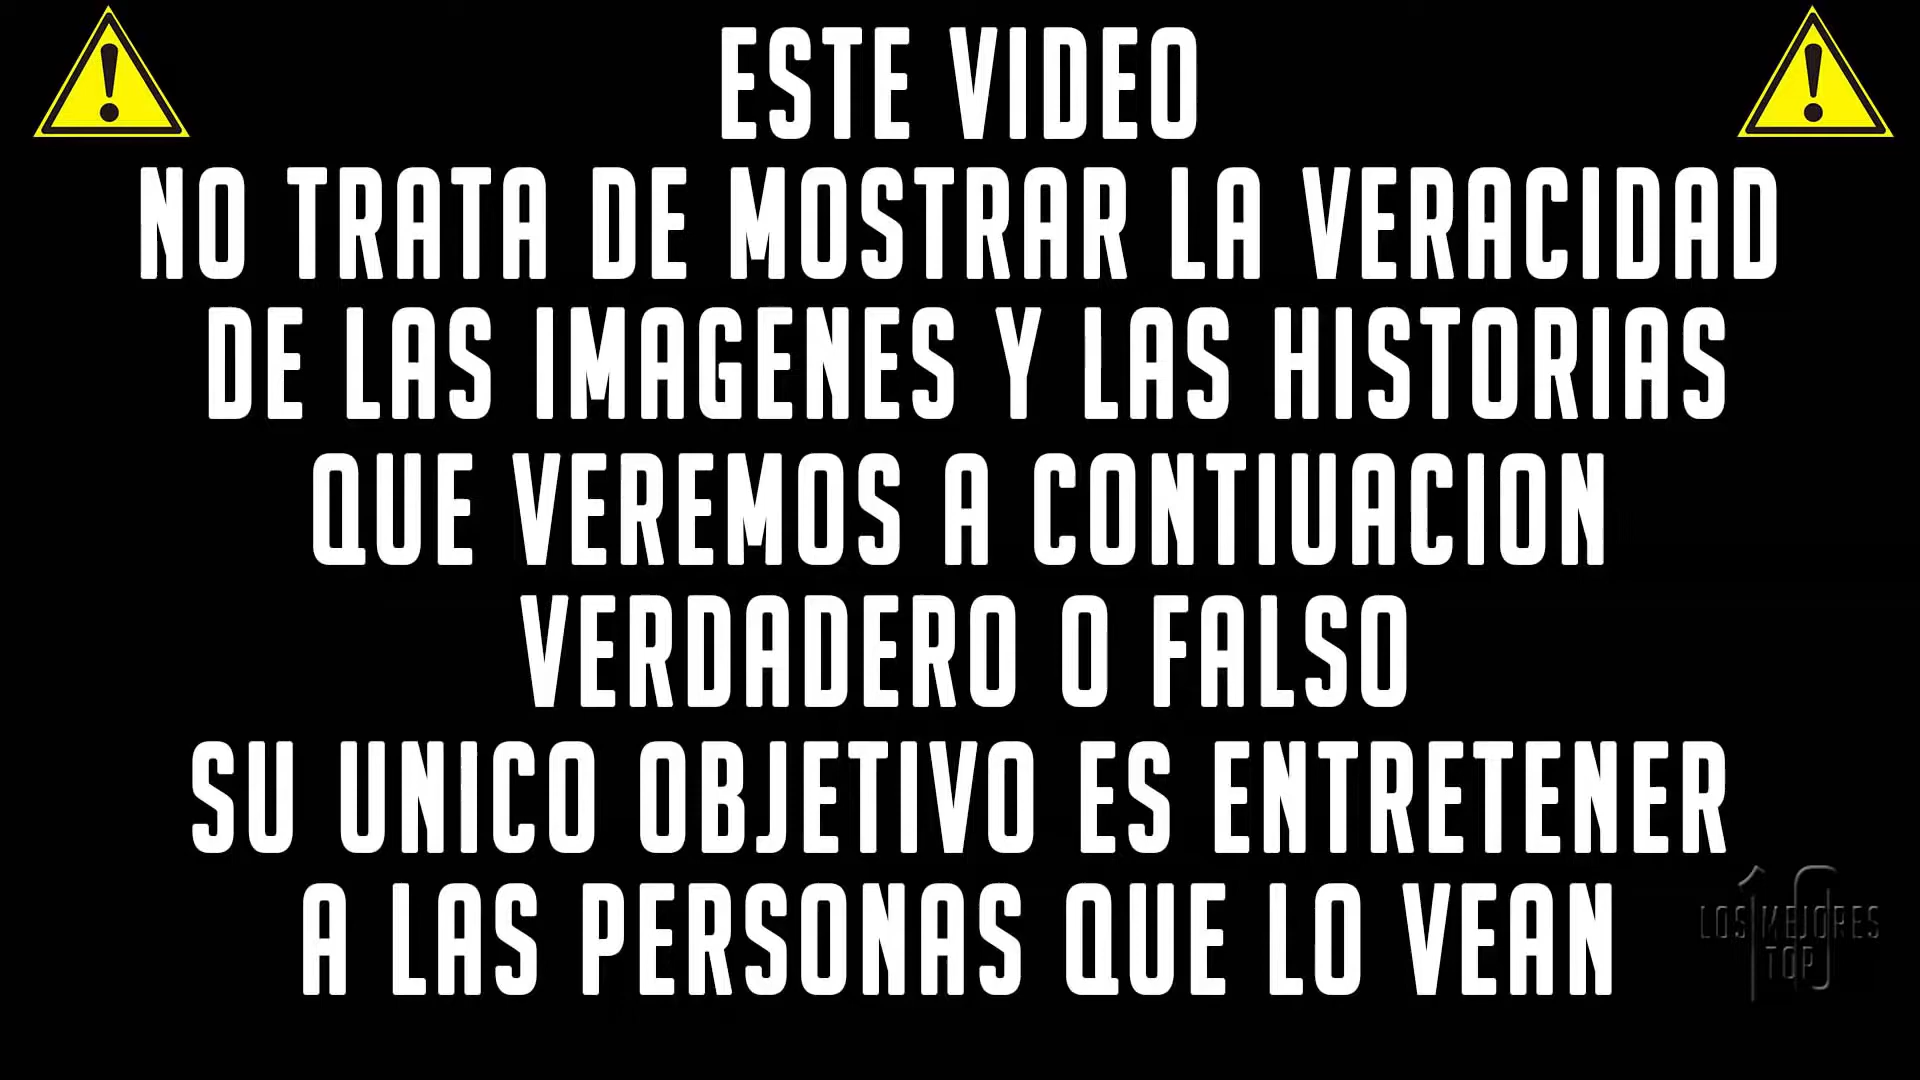 ESTE VIDEO
NO TRATA DE MOSTRAR LA VERACIDAD
DE LAS IMAGENES Y LAS HISTORIAS
QUE VEREMOS A CONTIUACION
VERDADERO O FALSO
SU UNICO OBJETIVO ES ENTRETENER
A LAS PERSONAS QUE LO VEAN
10
LOS MEJORES
TOP